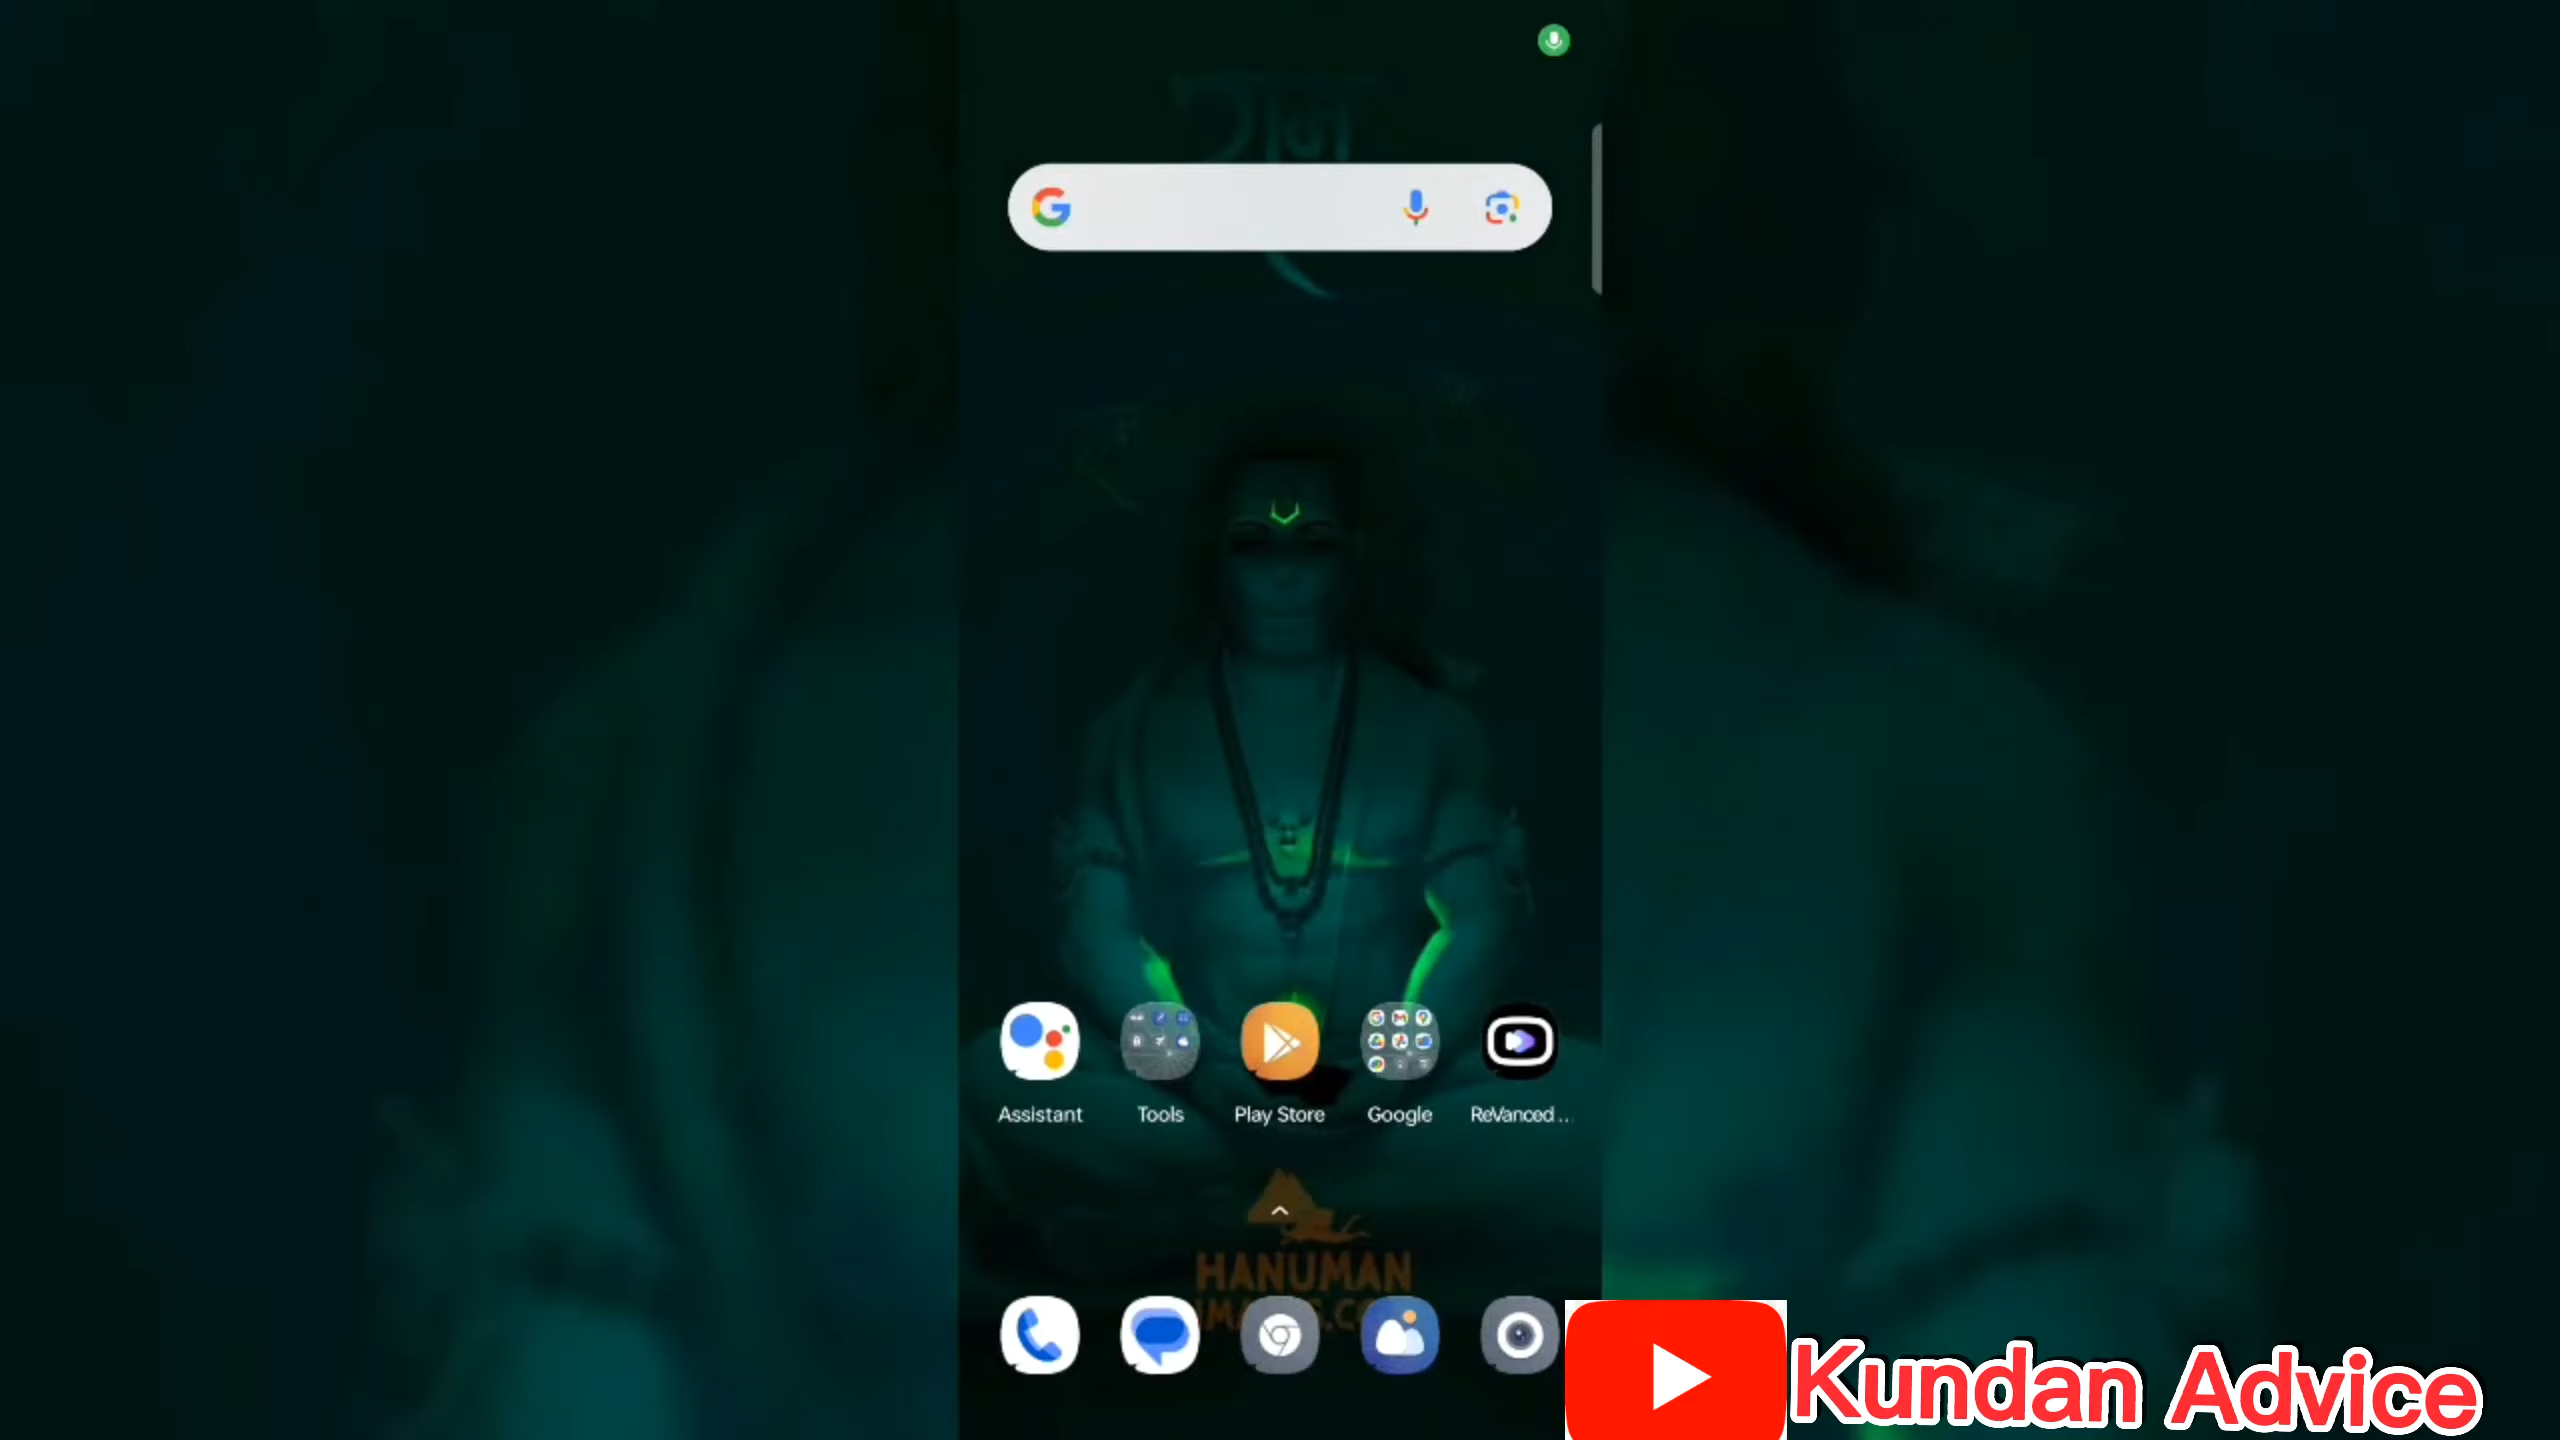 राम
Assistant
Tools
Play Store
Google
ReVanced ...
HANUMAN
Kundan Advice